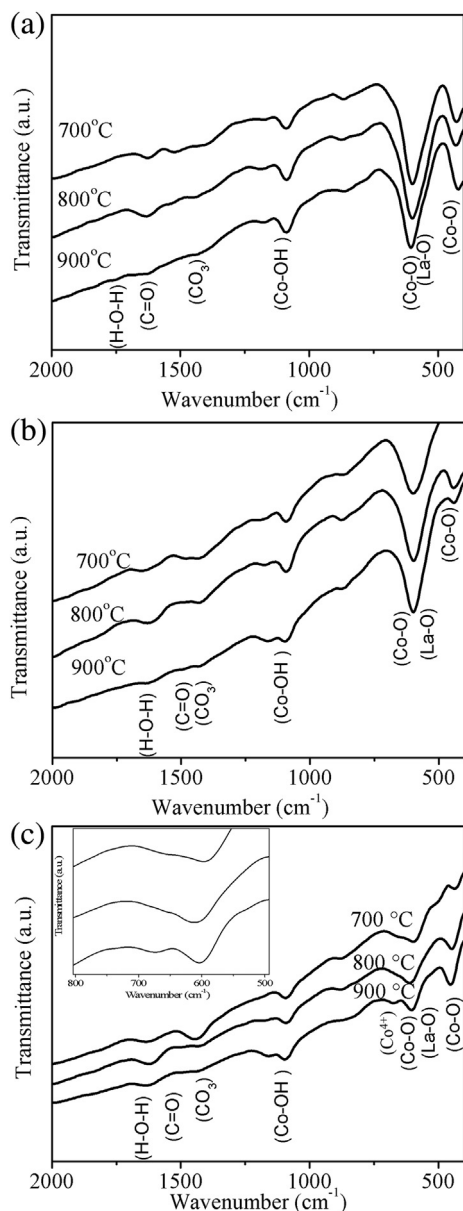 (a)
Transmittance (a.u.)
700°C
800°C
900°C
(H-O-H)
(C=O)
(CO₃)
(Co-OH )
(Co-O)
(La-O)
(Co-O)
2000 1500 1000 500
Wavenumber (cm⁻¹)
(b)
Transmittance (a.u.)
700°C
800°C
900°C
(H-O-H)
(C=O)
(CO₃)
(Co-OH )
(Co-O)
(La-O)
(Co-O)
2000 1500 1000 500
Wavenumber (cm⁻¹)
(c)
Transmittance (a.u.)
Transmittance (a.u.)
800 700 600 500
Wavenumber (cm⁻¹)
700 °C
800 °C
900 °C
(H-O-H)
(C=O)
(CO₃)
(Co-OH )
(Co⁴⁺)
(Co-O)
(La-O)
(Co-O)
2000 1500 1000 500
Wavenumber (cm⁻¹)